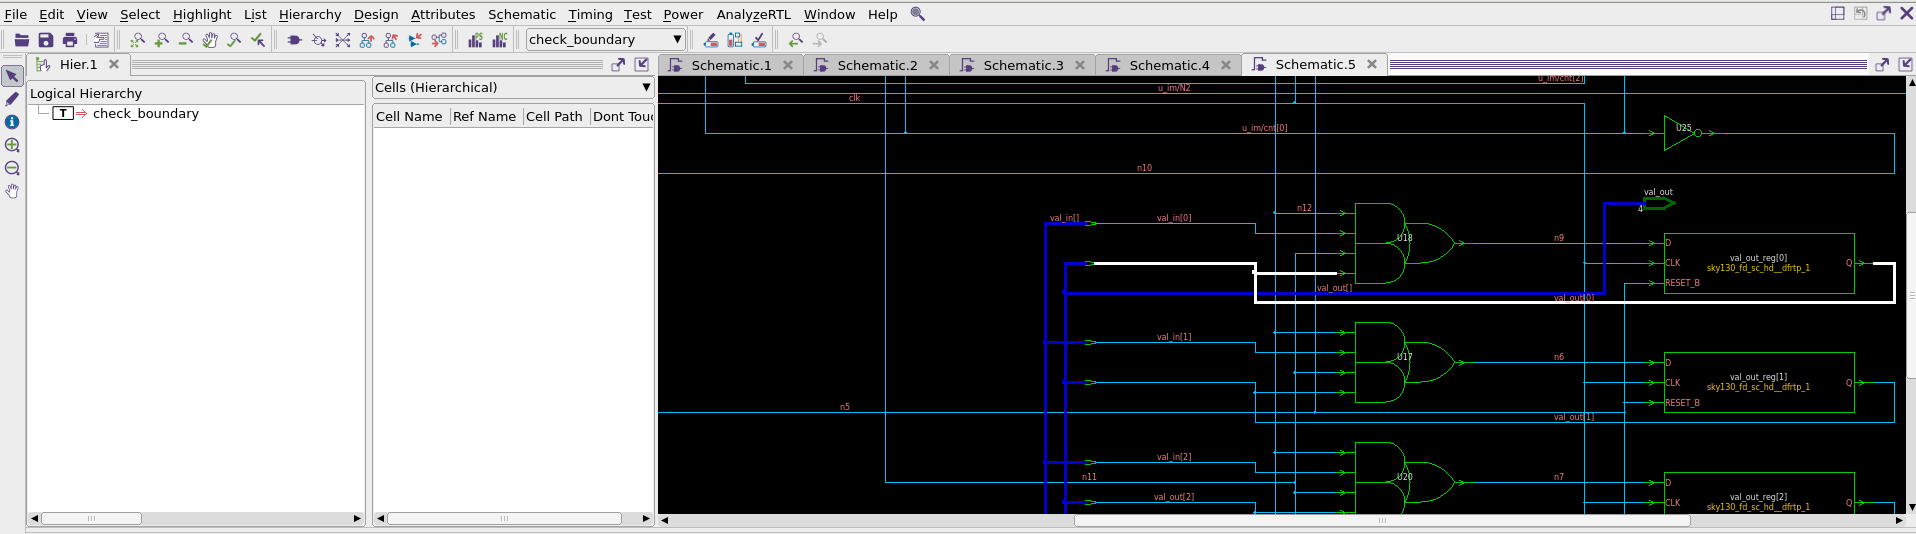 File Edit View Select Highlight List Hierarchy Design Attributes Schematic Timing Test Power AnalyzeRTL Window Help
check_boundary
Hier.1 Schematic.1 Schematic.2 Schematic.3 Schematic.4 Schematic.5
Logical Hierarchy
T check_boundary
Cells (Hierarchical)
Cell Name Ref Name Cell Path Dont Touc
u_im/cnt[2]
u_im/N2
clk
u_im/cnt[0]
U25
n10
val_out
4
val_in[] val_in[0] n12
U18 n9 D
val_out_reg[0]
CLK sky130_fd_sc_hd__dfrtp_1 Q
RESET_B
val_out[]
val_out[0]
val_in[1]
U17 n6 D
val_out_reg[1]
CLK sky130_fd_sc_hd__dfrtp_1 Q
RESET_B
n5
val_out[1]
val_in[2]
n11 U20 n7 D
val_out[2] val_out_reg[2]
CLK sky130_fd_sc_hd__dfrtp_1 Q